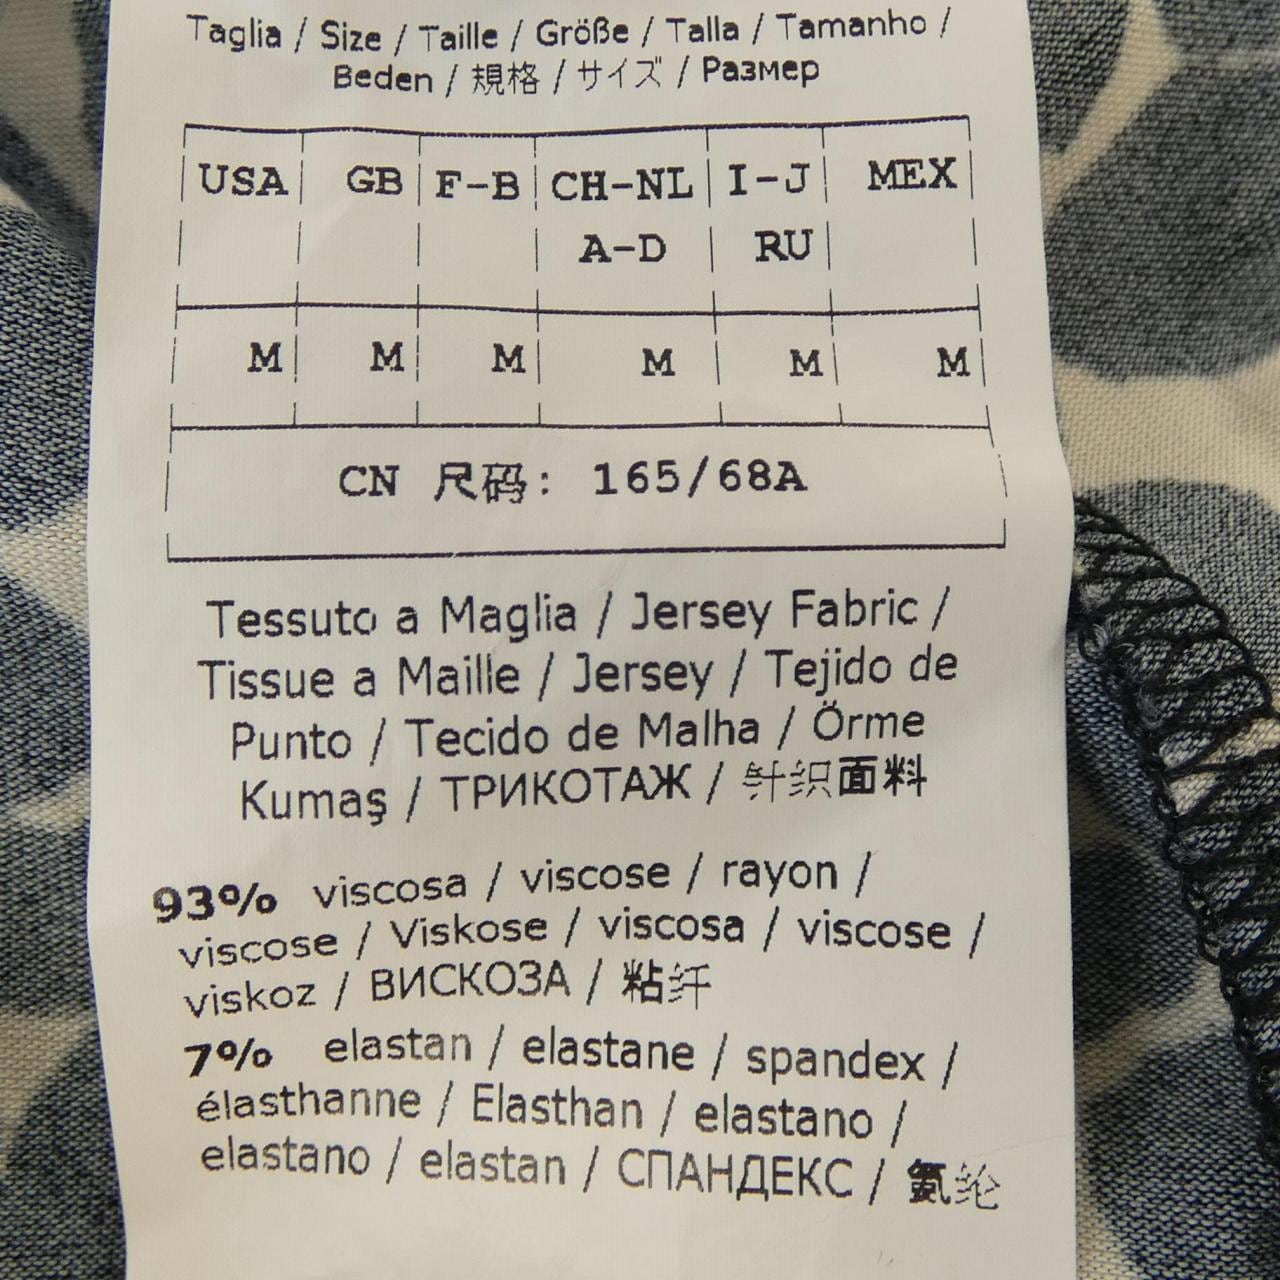 Taglia / Size / Taille / Größe / Talla / Tamanho /
Beden / 規格 / サイズ / Размер
USA GB F-B CH-NL I-J MEX
A-D RU
M M M M M M
CN 尺码: 165/68A
Tessuto a Maglia / Jersey Fabric /
Tissue a Maille / Jersey / Tejido de
Punto / Tecido de Malha / Örme
Kumaş / ТРИКОТАЖ / 针织面料
93% viscosa / viscose / rayon /
viscose / Viskose / viscosa / viscose /
viskoz / ВИСКОЗА / 粘纤
7% elastan / elastane / spandex /
élasthanne / Elasthan / elastano /
elastano / elastan / СПАНДЕКС / 氨纶